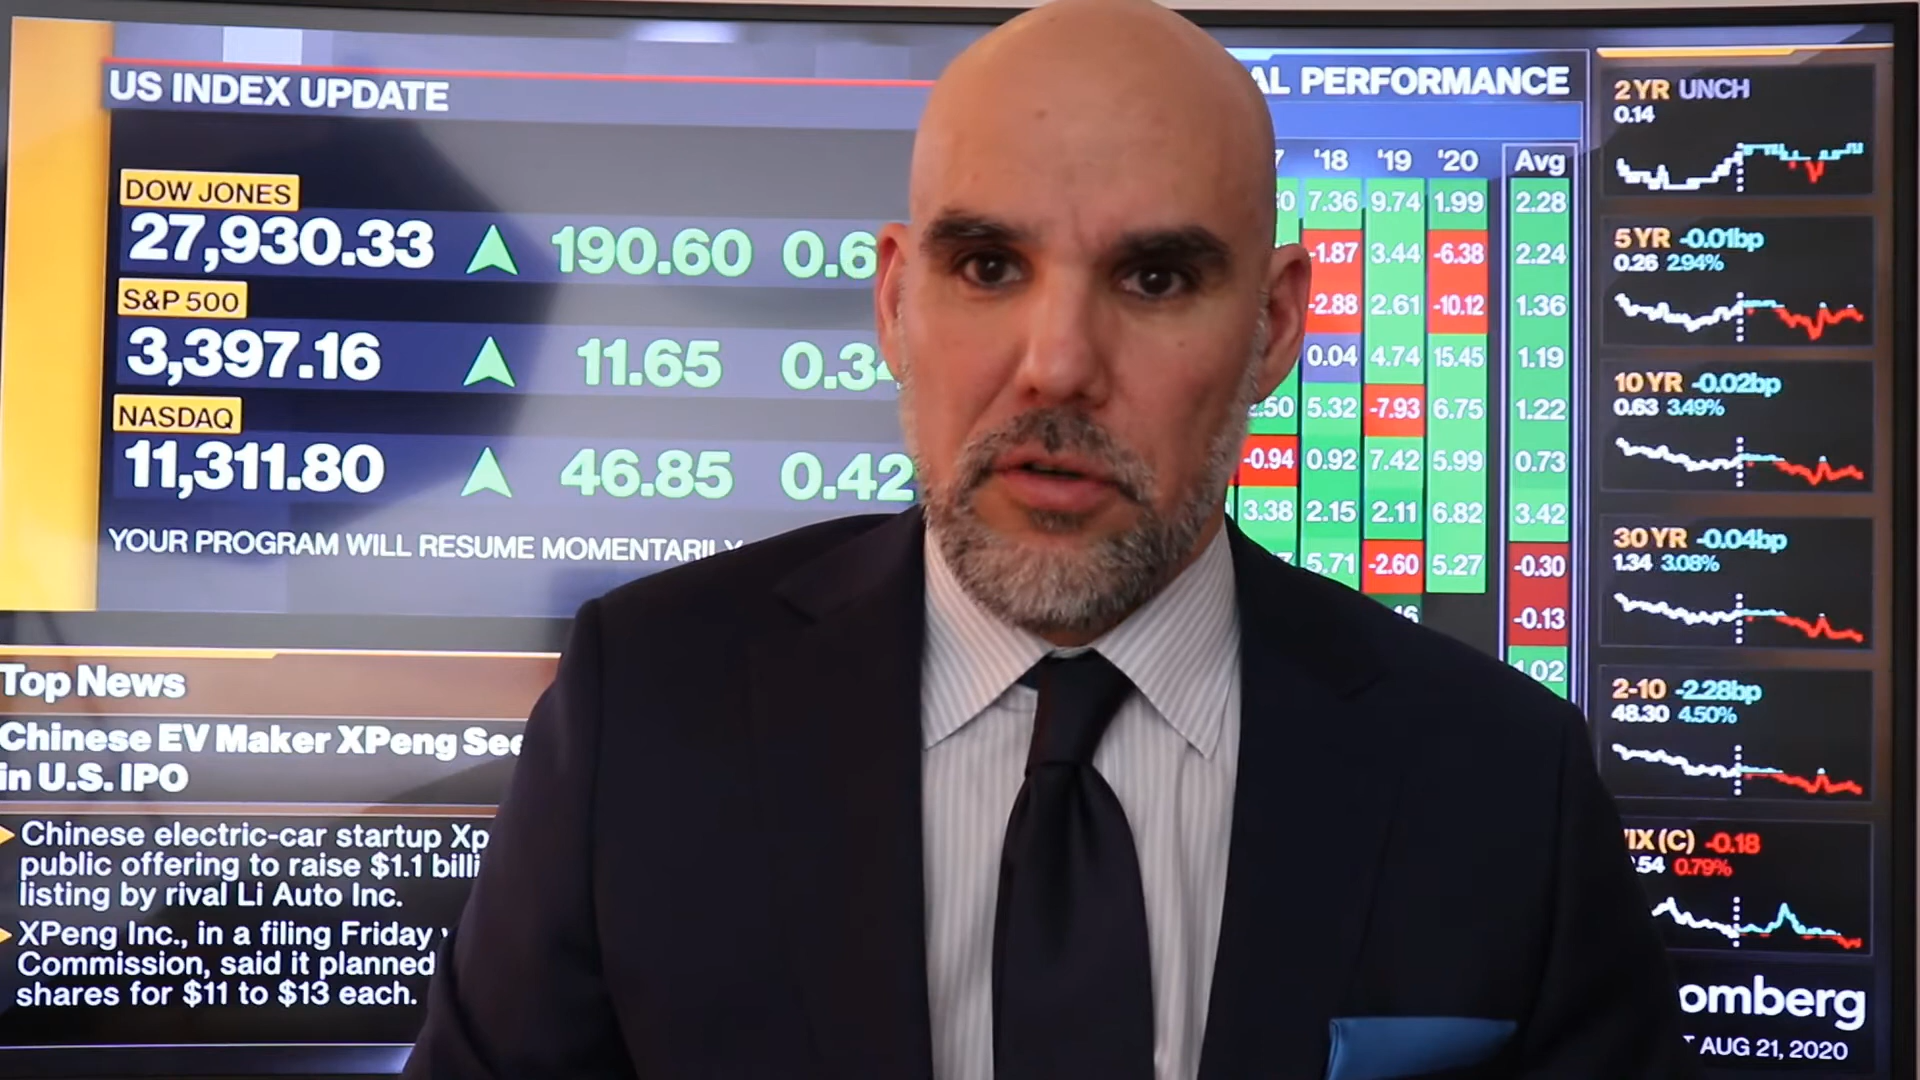 US INDEX UPDATE
DOW JONES
27,930.33 190.60
S&P 500
3,397.16 11.65
NASDAQ
11,311.80 46.85 0.42
YOUR PROGRAM WILL RESUME
Top News
Chinese EV Maker XPeng
in U.S. IPO
Chinese electric-car startup
public offering to raise $1.1
listing by rival Li Auto Inc.
XPeng Inc., in a filing Friday
Commission, said it planned
shares for $11 to $13 each.
PERFORMANCE
'18 '19 '20 Avg
7.36 9.74 1.99 2.28
-1.87 3.44 -6.38 2.24
-2.88 2.61 -10.12 1.36
0.04 4.74 15.45 1.19
5.32 -7.93 6.75 1.22
-0.94 0.92 7.42 5.99 0.73
3.38 2.15 2.11 6.82 3.42
5.71 -2.60 5.27 -0.30
-0.13
2 YR UNCH
0.14
5 YR -0.01bp
0.26 2.94%
10 YR -0.02bp
0.63 3.49%
30 YR -0.04bp
1.34 3.08%
2-10 -2.28bp
48.30 4.50%
(C) -0.18
0.79%
AUG 21, 2020